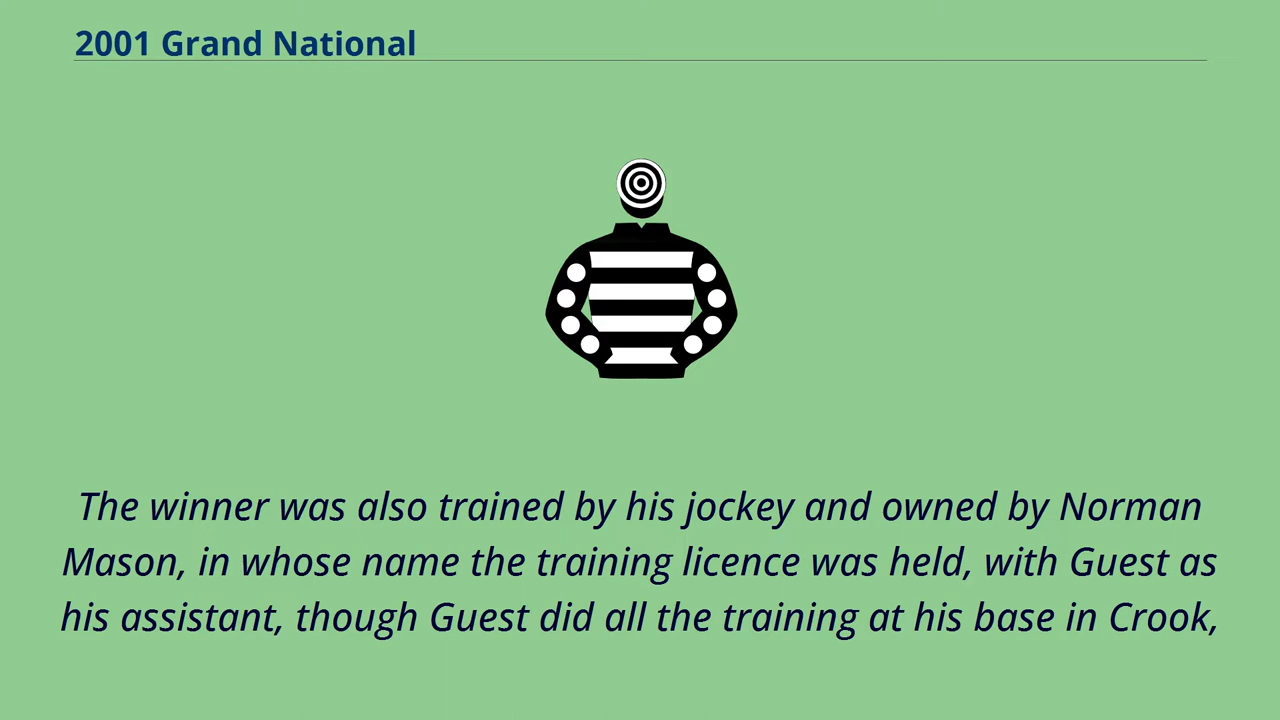 2001 Grand National
The winner was also trained by his jockey and owned by Norman
Mason, in whose name the training licence was held, with Guest as
his assistant, though Guest did all the training at his base in Crook,